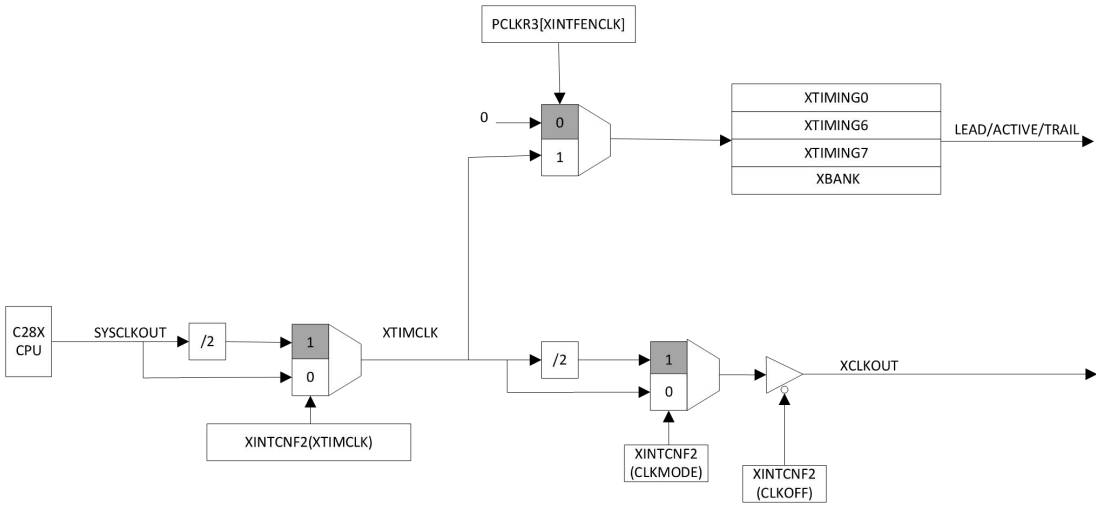 PCLKR3[XINTFENCLK]
0
0
1
XTIMING0
XTIMING6
XTIMING7
XBANK
LEAD/ACTIVE/TRAIL
C28X
CPU
SYSCLKOUT
/2
1
0
XTIMCLK
XINTCNF2(XTIMCLK)
/2
1
0
XINTCNF2
(CLKMODE)
XCLKOUT
XINTCNF2
(CLKOFF)